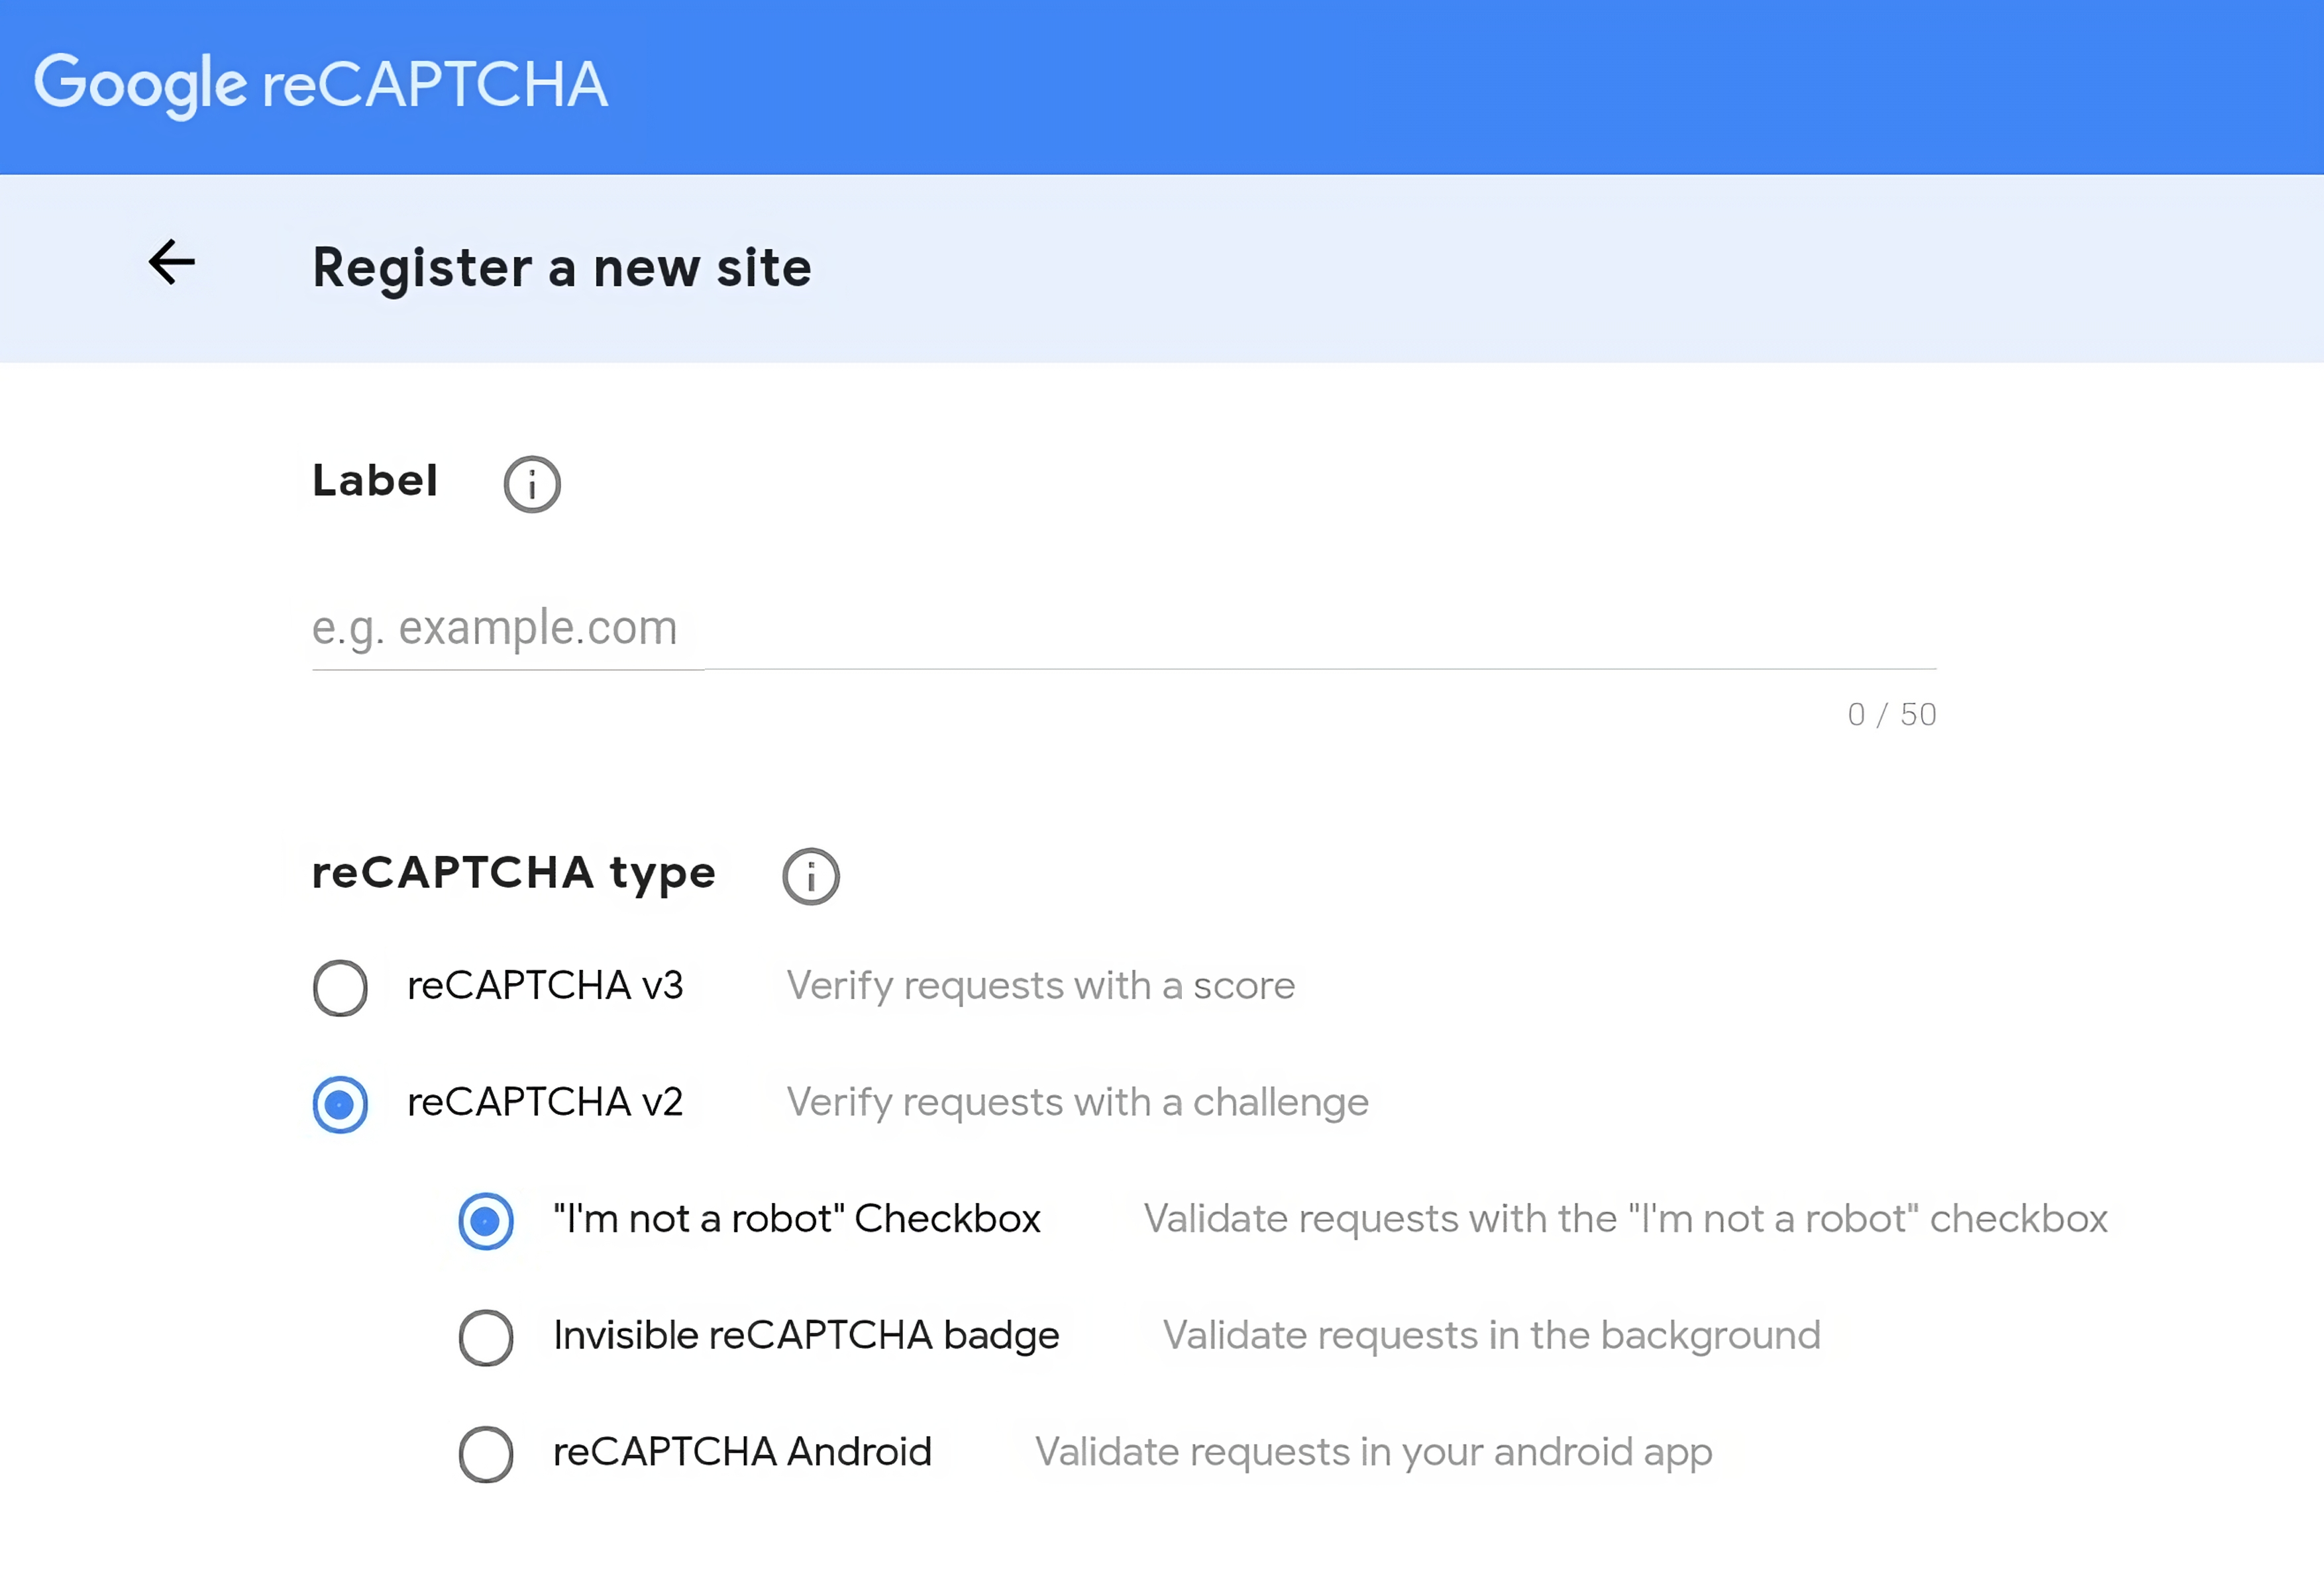 Google reCAPTCHA
Register a new site
Label
e.g. example.com
0 / 50
reCAPTCHA type
reCAPTCHA v3 Verify requests with a score
reCAPTCHA v2 Verify requests with a challenge
"I'm not a robot" Checkbox Validate requests with the "I'm not a robot" checkbox
Invisible reCAPTCHA badge Validate requests in the background
reCAPTCHA Android Validate requests in your android app